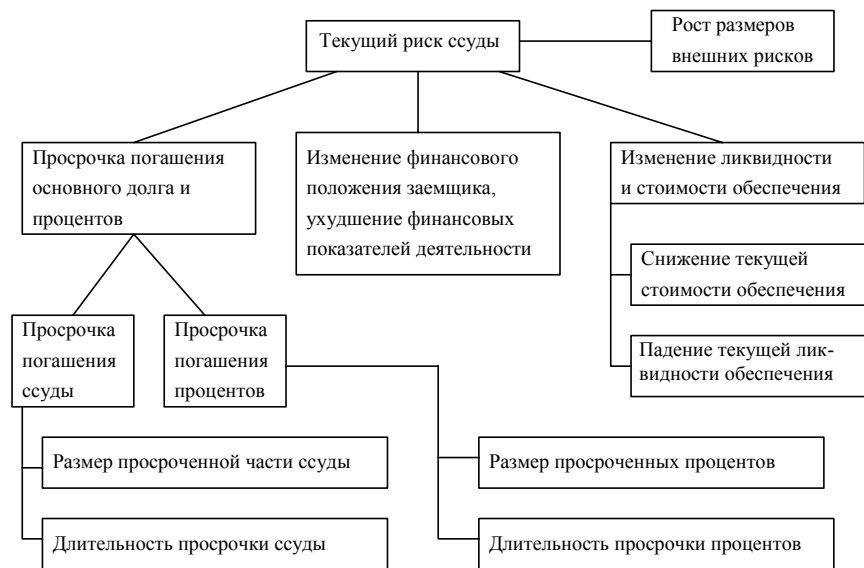 Текущий риск ссуды
Рост размеров
внешних рисков
Просрочка погашения
основного долга и
процентов
Изменение финансового
положения заемщика,
ухудшение финансовых
показателей деятельности
Изменение ликвидности
и стоимости обеспечения
Снижение текущей
стоимости обеспечения
Падение текущей лик-
видности обеспечения
Просрочка
погашения
ссуды
Просрочка
погашения
процентов
Размер просроченной части ссуды
Размер просроченных процентов
Длительность просрочки ссуды
Длительность просрочки процентов